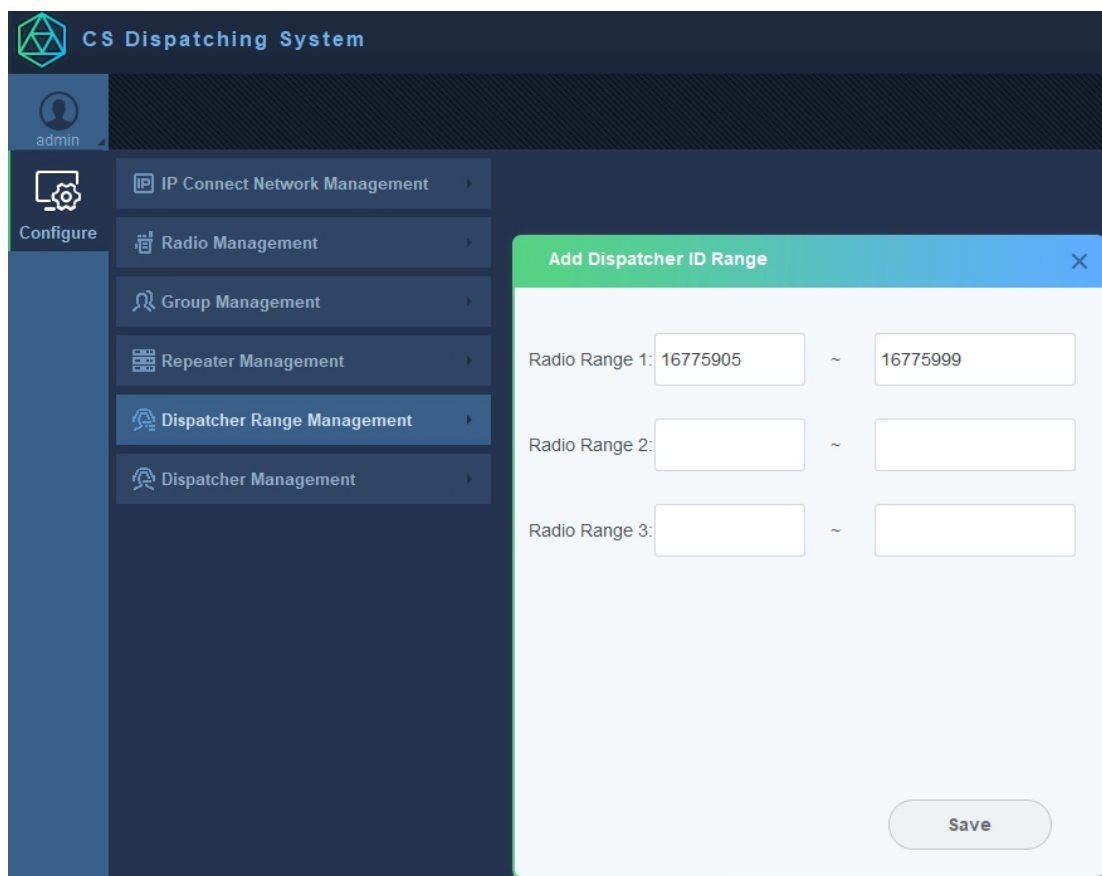 CS Dispatching System
admin
Configure
IP IP Connect Network Management
Radio Management
Group Management
Repeater Management
Dispatcher Range Management
Dispatcher Management
Add Dispatcher ID Range
Radio Range 1: 16775905 ~ 16775999
Radio Range 2: ~
Radio Range 3: ~
Save